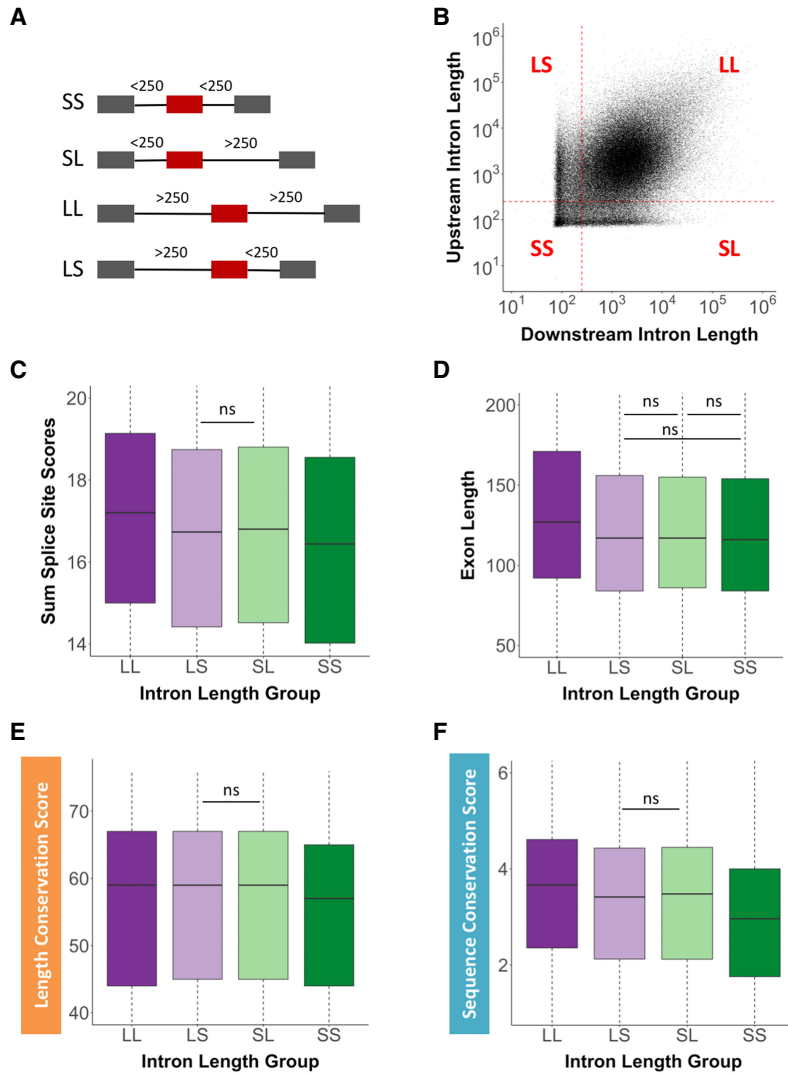 A
SS <250 <250
SL <250 >250
LL >250 >250
LS >250 <250
B
Upstream Intron Length
10⁶
10⁵
10⁴
10³
10²
10¹
LS LL
SS SL
10¹ 10² 10³ 10⁴ 10⁵ 10⁶
Downstream Intron Length
C
Sum Splice Site Scores
20
18
16
14
ns
LL LS SL SS
Intron Length Group
D
Exon Length
200
150
100
50
ns ns
ns
LL LS SL SS
Intron Length Group
E
Length Conservation Score
70
60
50
40
ns
LL LS SL SS
Intron Length Group
F
Sequence Conservation Score
6
4
2
ns
LL LS SL SS
Intron Length Group